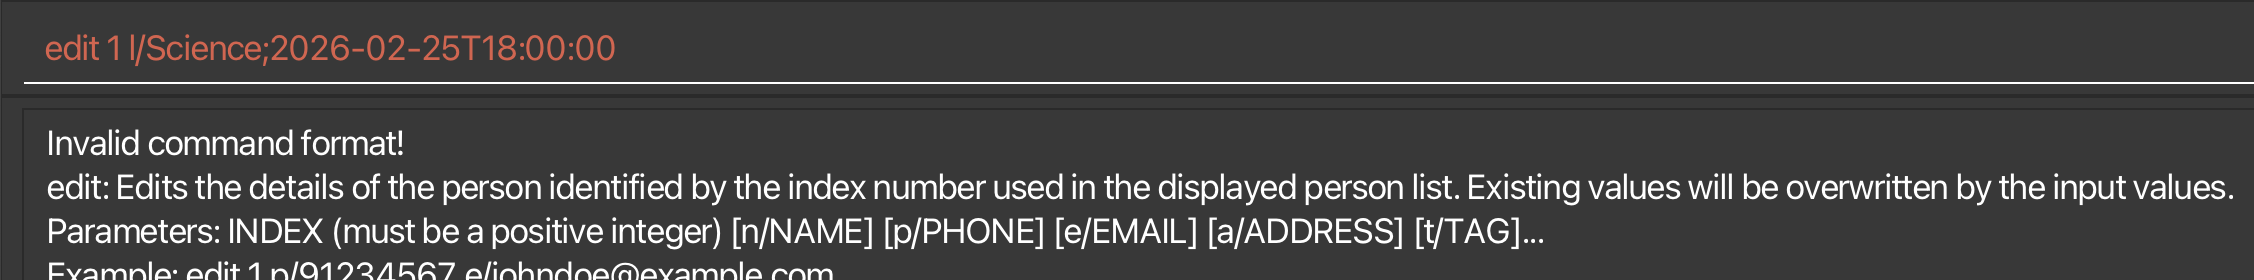 edit 1 l/Science;2026-02-25T18:00:00
Invalid command format!
edit: Edits the details of the person identified by the index number used in the displayed person list. Existing values will be overwritten by the input values.
Parameters: INDEX (must be a positive integer) [n/NAME] [p/PHONE] [e/EMAIL] [a/ADDRESS] [t/TAG]...
Example: edit 1 p/91234567 e/johndoe@example.com